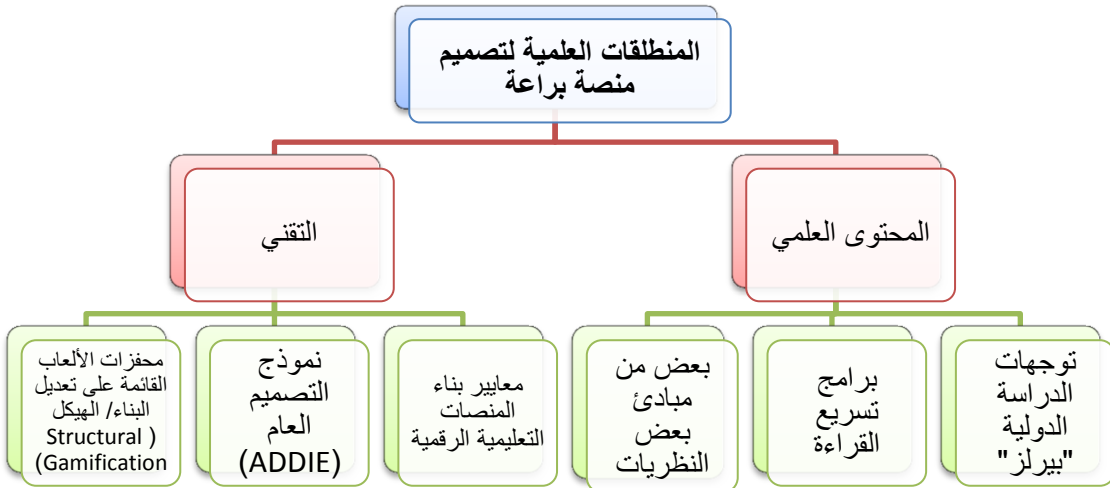 المنطلقات العلمية لتصميم
منصة براعة
المحتوى العلمي
التقني
توجهات
الدراسة
الدولية
"بيرلز"
برامج
تسريع
القراءة
بعض من
مبادئ
بعض
النظريات
معايير بناء
المنصات
التعليمية الرقمية
نموذج
التصميم
العام
(ADDIE)
محفزات الألعاب
القائمة على تعديل
البناء/ الهيكل
Structural )
(Gamification